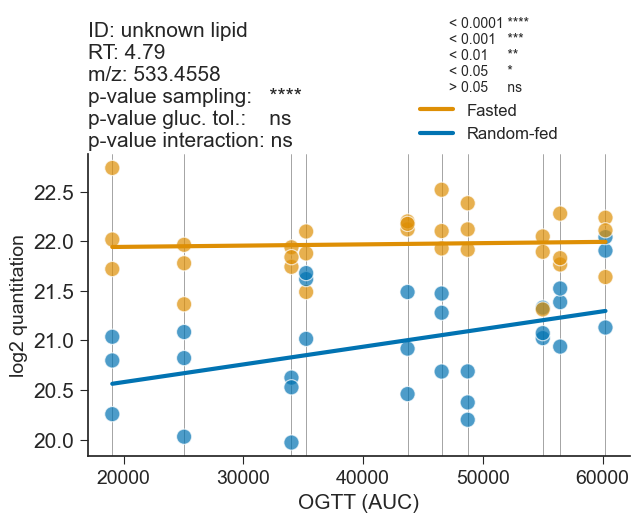 ID: unknown lipid
RT: 4.79
m/z: 533.4558
p-value sampling: ****
p-value gluc. tol.: ns
p-value interaction: ns
< 0.0001 ****
< 0.001 ***
< 0.01 **
< 0.05 *
> 0.05 ns
Fasted
Random-fed
log2 quantitation
22.5
22.0
21.5
21.0
20.5
20.0
20000 30000 40000 50000 60000
OGTT (AUC)